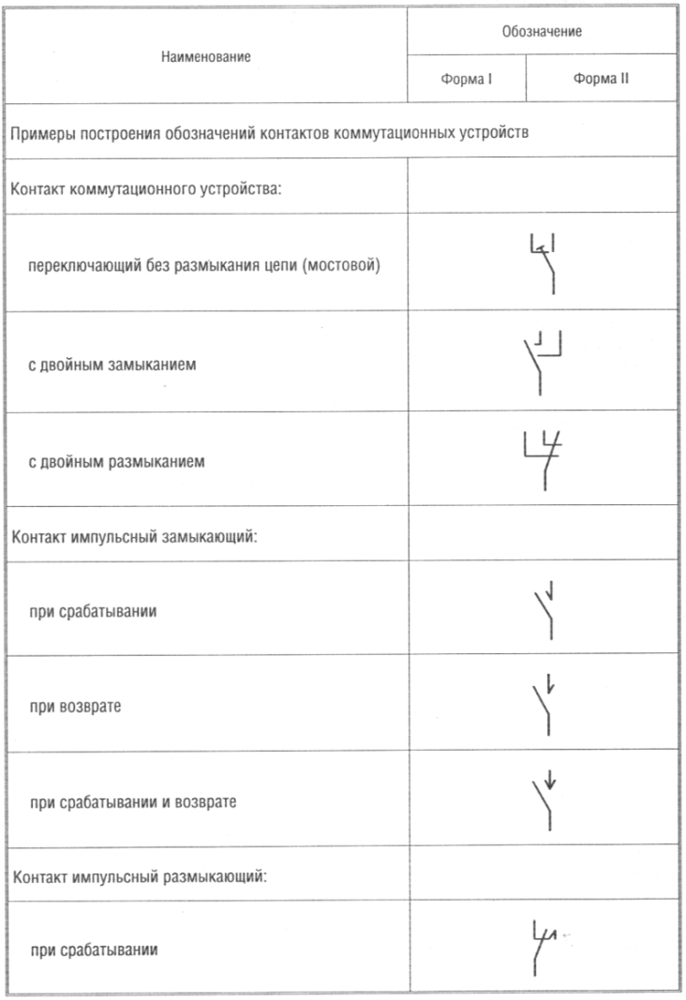 Наименование
Обозначение
Форма I
Форма II
Примеры построения обозначений контактов коммутационных устройств
Контакт коммутационного устройства:
переключающий без размыкания цепи (мостовой)
с двойным замыканием
с двойным размыканием
Контакт импульсный замыкающий:
при срабатывании
при возврате
при срабатывании и возврате
Контакт импульсный размыкающий:
при срабатывании